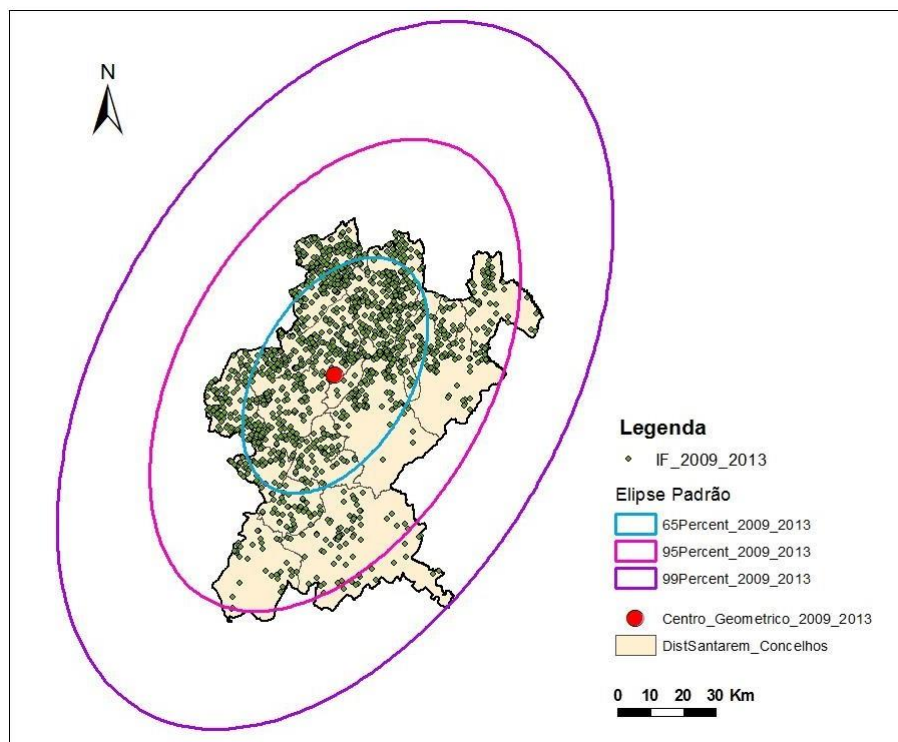 N
Legenda
IF_2009_2013
Elipse Padrão
65Percent_2009_2013
95Percent_2009_2013
99Percent_2009_2013
Centro_Geometrico_2009_2013
DistSantarem_Concelhos
0 10 20 30 Km